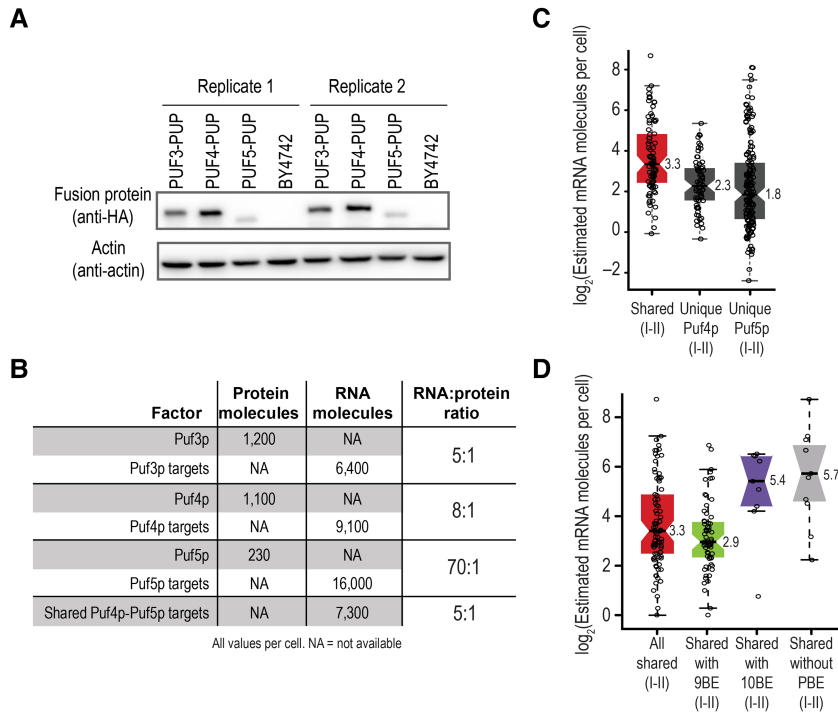 A
Replicate 1
Replicate 2
PUF3-PUP
PUF4-PUP
PUF5-PUP
BY4742
PUF3-PUP
PUF4-PUP
PUF5-PUP
BY4742
Fusion protein
(anti-HA)
Actin
(anti-actin)
B
Factor
Protein
molecules
RNA
molecules
RNA:protein
ratio
Puf3p 1,200 NA
5:1
Puf3p targets NA 6,400
Puf4p 1,100 NA
8:1
Puf4p targets NA 9,100
Puf5p 230 NA
70:1
Puf5p targets NA 16,000
Shared Puf4p-Puf5p targets NA 7,300 5:1
All values per cell. NA = not available
C
log2(Estimated mRNA molecules per cell)
8
6
4
2
0
–2
3.3
2.3
1.8
Shared
(I-II)
Unique
Puf4p
(I-II)
Unique
Puf5p
(I-II)
D
log2(Estimated mRNA molecules per cell)
8
6
4
2
0
3.3
2.9
5.4
5.7
All
shared
(I-II)
Shared
with
9BE
(I-II)
Shared
with
10BE
(I-II)
Shared
without
PBE
(I-II)